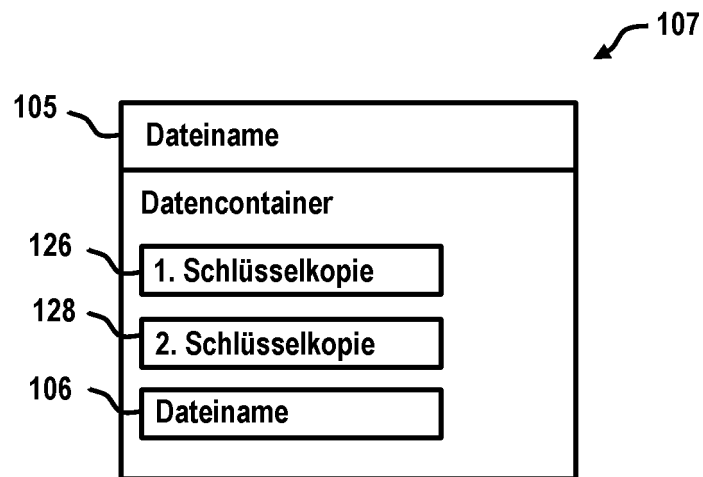 107
105
Dateiname
Datencontainer
126
1. Schlüsselkopie
128
2. Schlüsselkopie
106
Dateiname